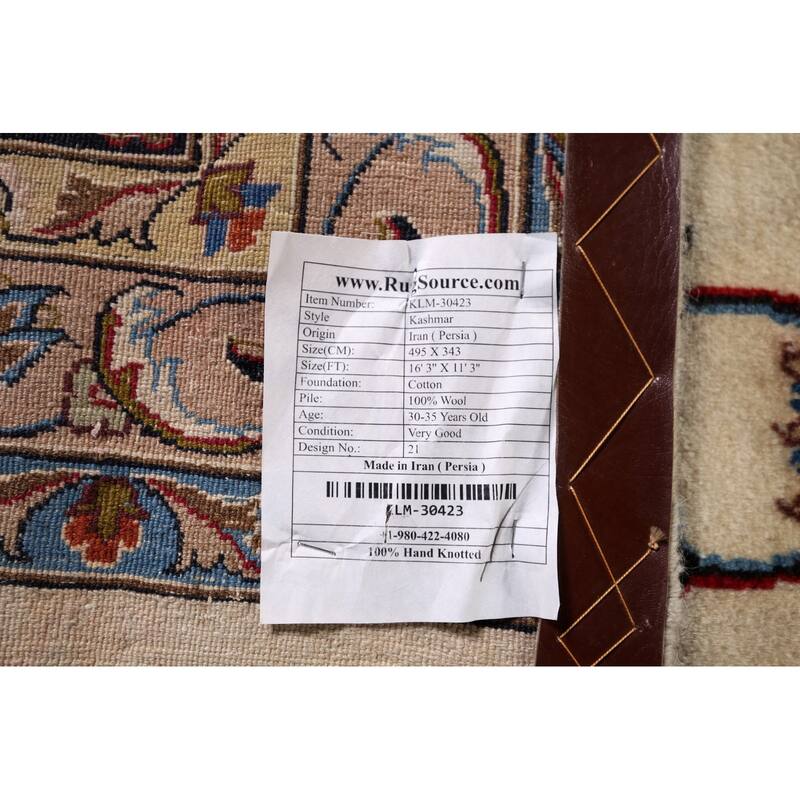 www.RugSource.com
Item Number: KLM-30423
Style Kashmar
Origin Iran ( Persia )
Size(CM): 495 X 343
Size(FT): 16' 3" X 11' 3"
Foundation: Cotton
Pile: 100% Wool
Age: 30-35 Years Old
Condition: Very Good
Design No.: 21
Made in Iran ( Persia )
KLM-30423
+1-980-422-4080
100% Hand Knotted